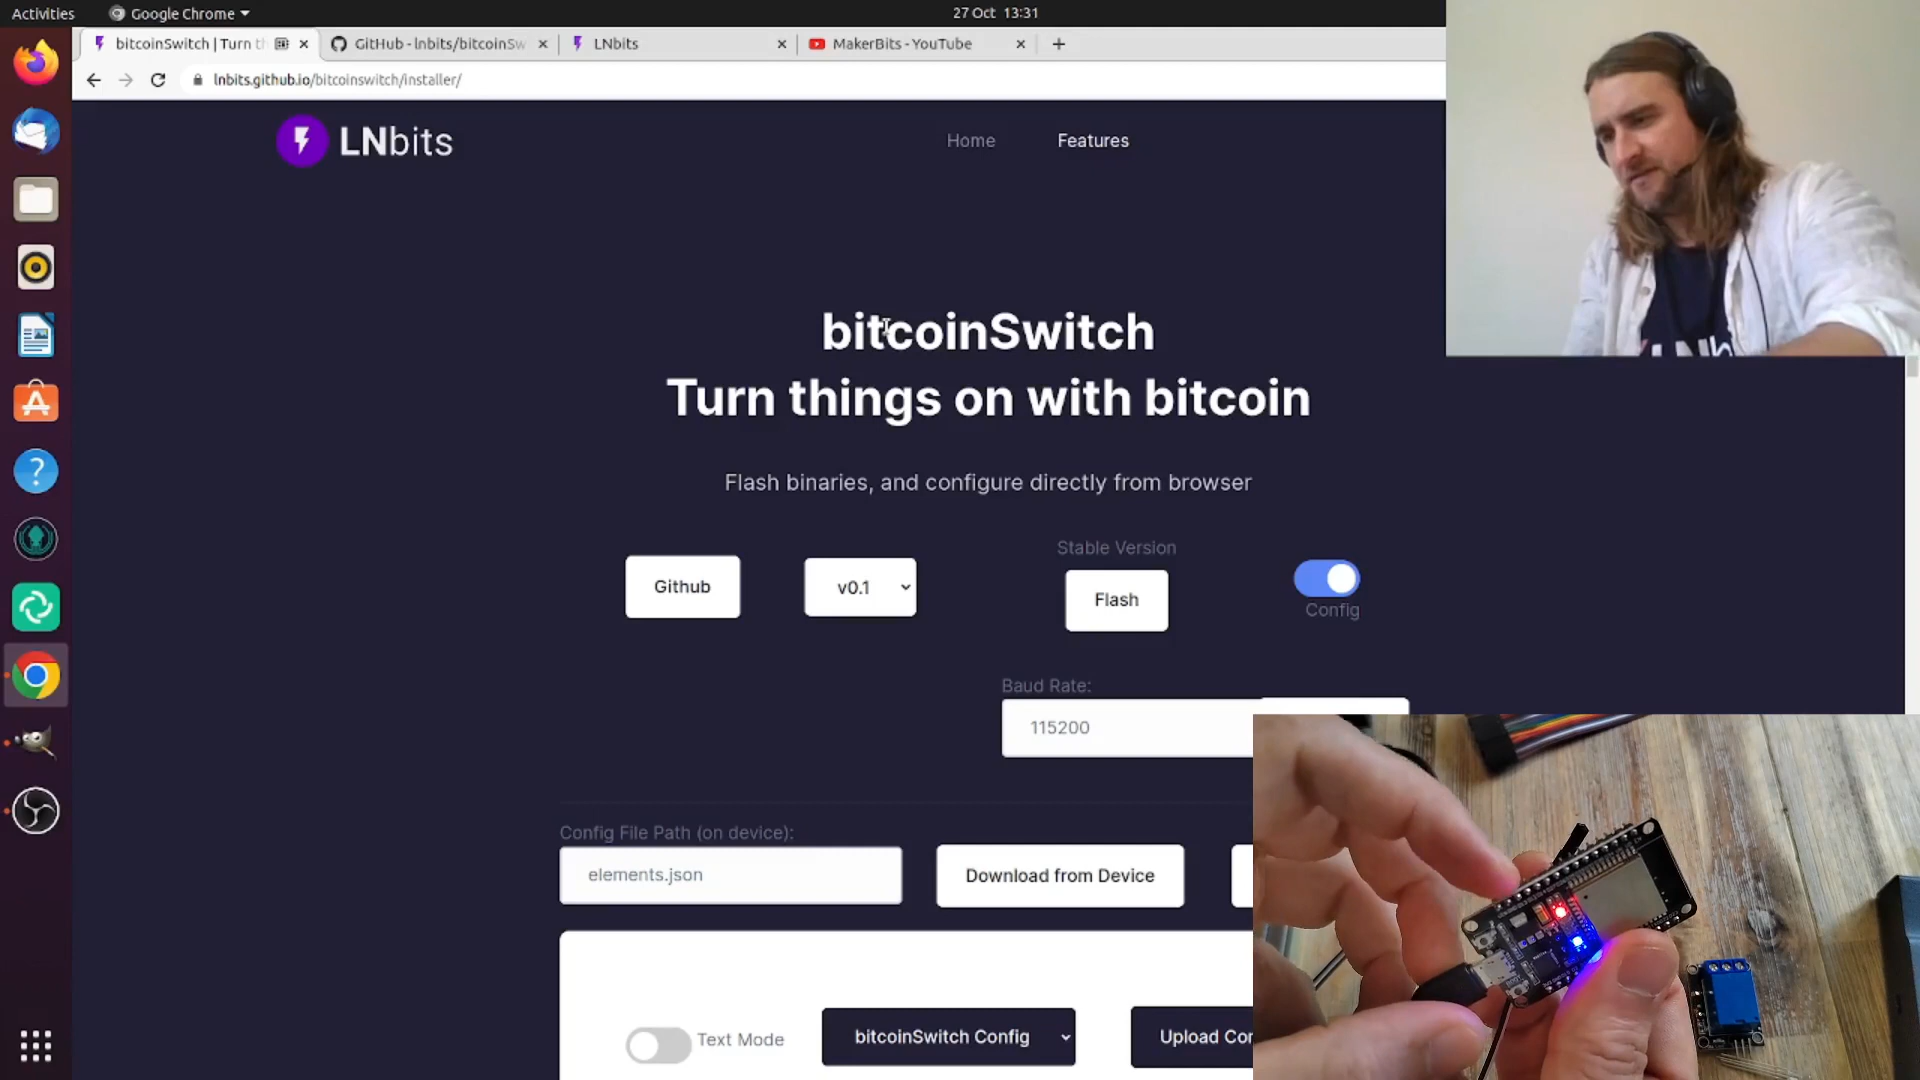 Activities
Google Chrome
27 Oct 13:31
bitcoinSwitch | Turn th
GitHub - lnbits/bitcoinSw
LNbits
MakerBits - YouTube
lnbits.github.io/bitcoinswitch/installer/
LNbits
Home
Features
bitcoinSwitch
Turn things on with bitcoin
Flash binaries, and configure directly from browser
Github
v0.1
Stable Version
Flash
Config
Baud Rate:
115200
Config File Path (on device):
elements.json
Download from Device
Text Mode
bitcoinSwitch Config
Upload Con